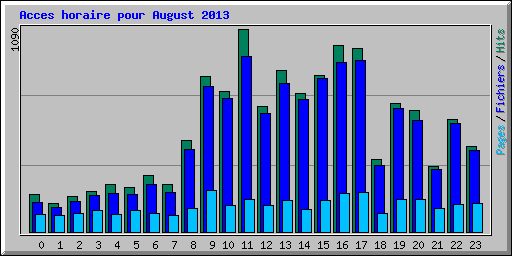 Acces horaire pour August 2013
1090
Pages / Fichiers / Hits
0 1 2 3 4 5 6 7 8 9 10 11 12 13 14 15 16 17 18 19 20 21 22 23